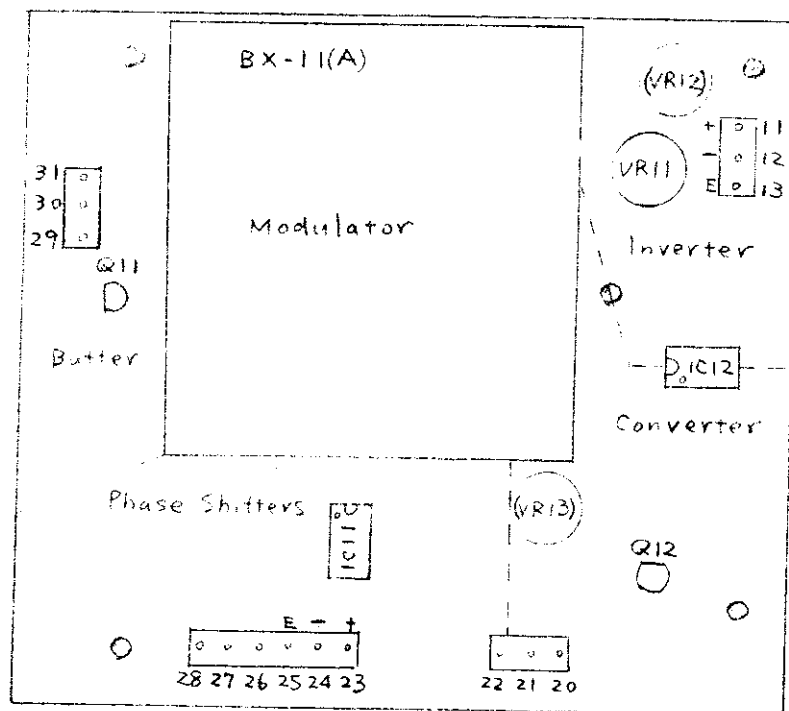 BX-11(A)
(VR12)
+ 11
- 12
E 13
VR11
31
30
29
Modulator
Inverter
Q11
Buffer
IC12
Converter
Phase Shifters
IC11
(VR13)
Q12
E - +
28 27 26 25 24 23
22 21 20